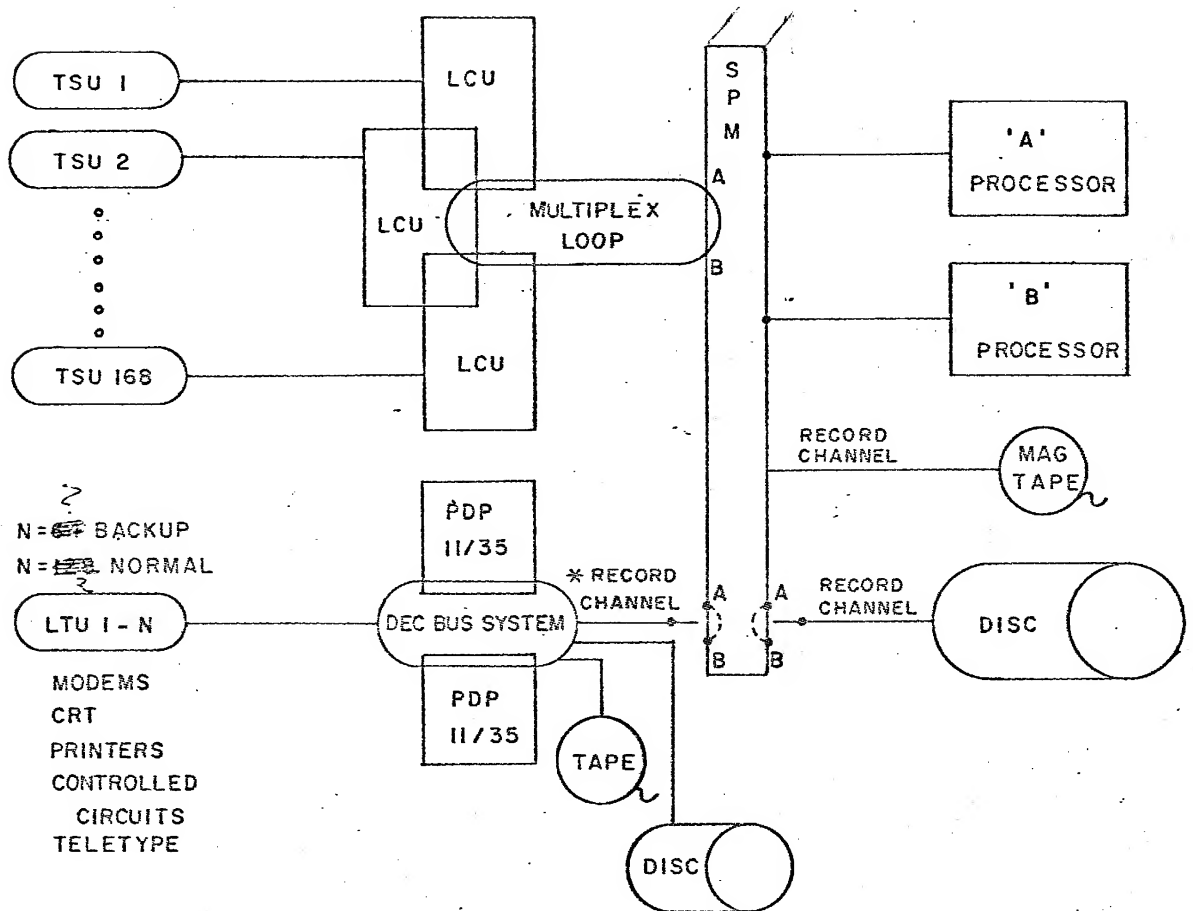 TSU 1
TSU 2
TSU 168
LCU
LCU
LCU
MULTIPLEX
LOOP
S
P
M
A
B
'A'
PROCESSOR
'B'
PROCESSOR
RECORD
CHANNEL
MAG
TAPE
?
N = BACKUP
N = NORMAL
?
LTU 1 - N
MODEMS
CRT
PRINTERS
CONTROLLED
CIRCUITS
TELETYPE
PDP
11/35
DEC BUS SYSTEM
PDP
11/35
* RECORD
CHANNEL
A
B
A
B
RECORD
CHANNEL
DISC
TAPE
DISC